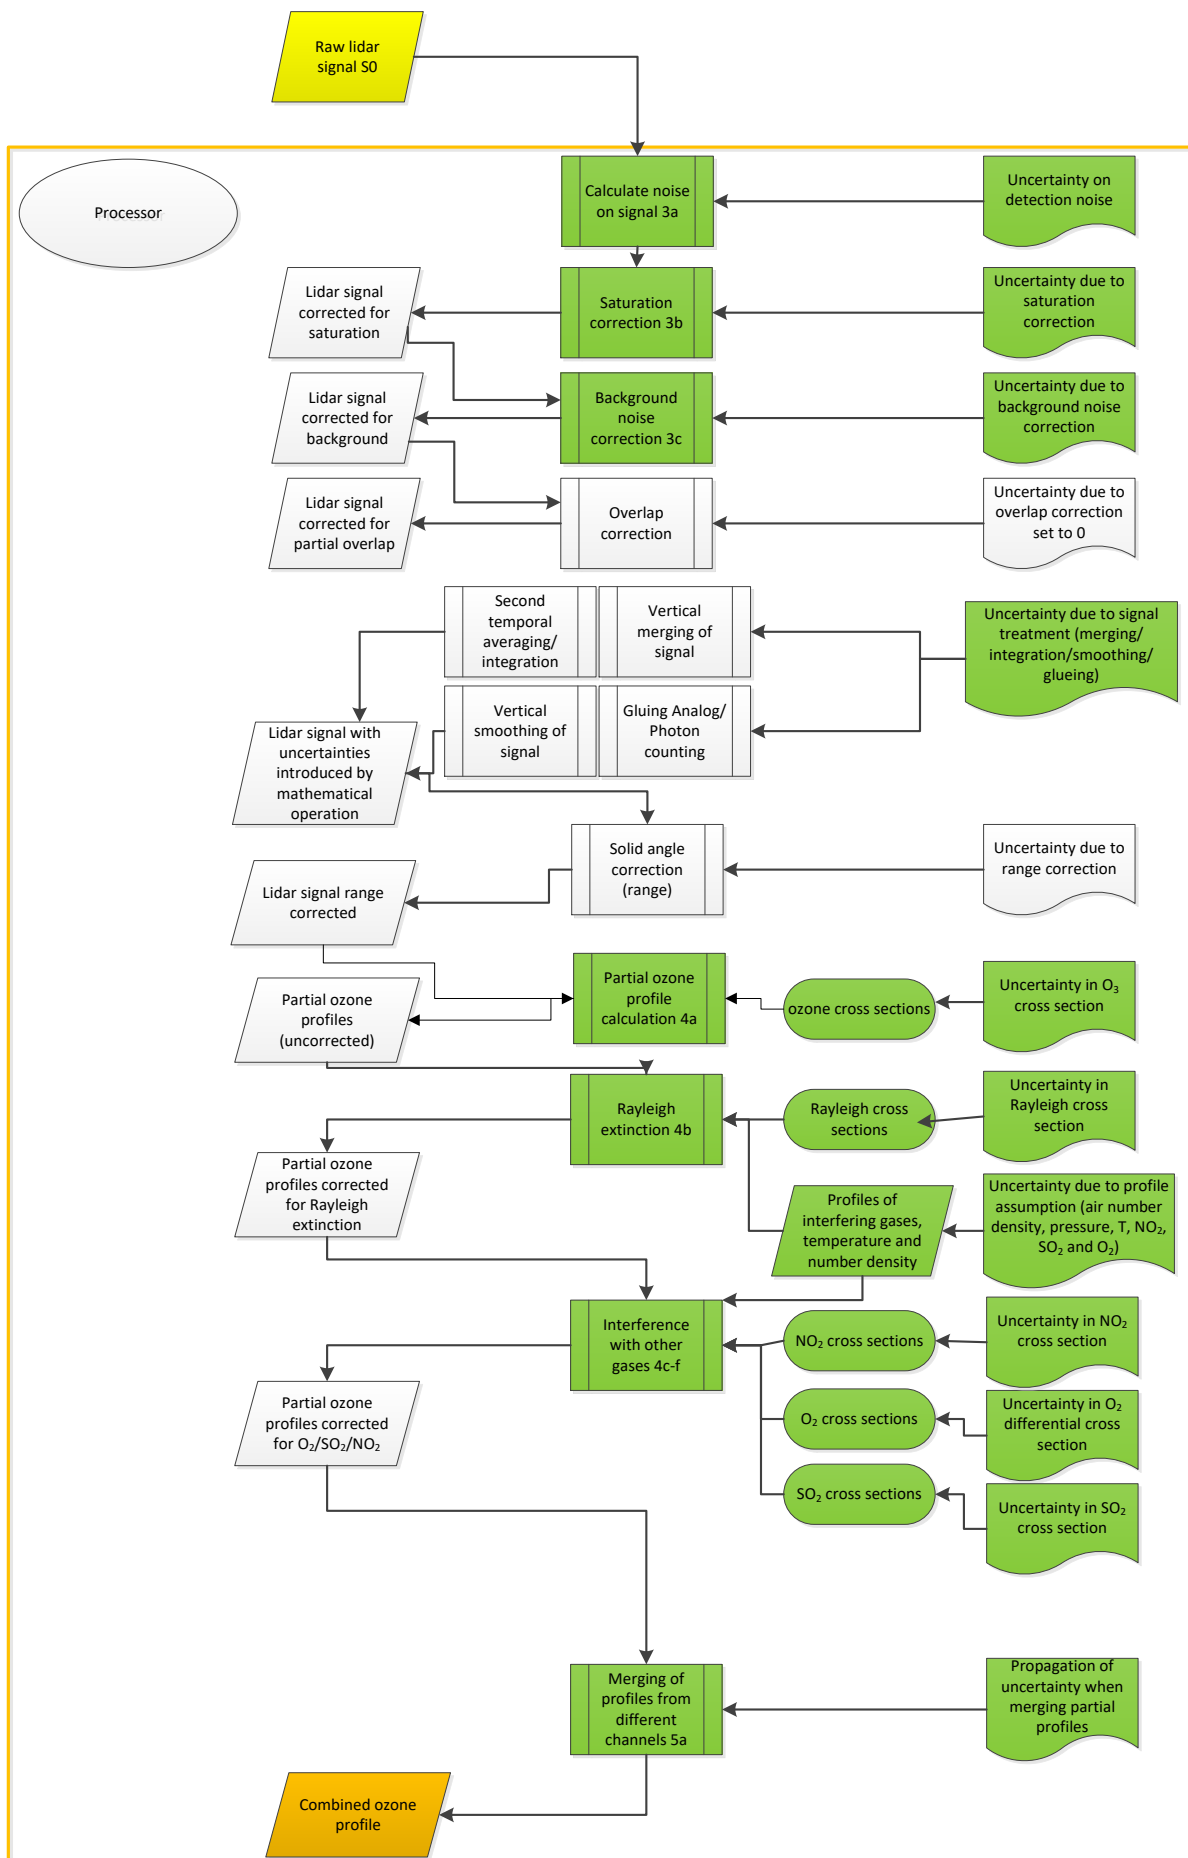 Raw lidar
signal S0
Processor
Calculate noise
on signal 3a
Uncertainty on
detection noise
Lidar signal
corrected for
saturation
Saturation
correction 3b
Uncertainty due to
saturation
correction
Lidar signal
corrected for
background
Background
noise
correction 3c
Uncertainty due to
background noise
correction
Lidar signal
corrected for
partial overlap
Overlap
correction
Uncertainty due to
overlap correction
set to 0
Second
temporal
averaging/
integration
Vertical
merging of
signal
Uncertainty due to signal
treatment (merging/
integration/smoothing/
glueing)
Vertical
smoothing of
signal
Gluing Analog/
Photon
counting
Lidar signal with
uncertainties
introduced by
mathematical
operation
Solid angle
correction
(range)
Uncertainty due to
range correction
Lidar signal range
corrected
Partial ozone
profile
calculation 4a
ozone cross sections
Uncertainty in O₃
cross section
Partial ozone
profiles
(uncorrected)
Rayleigh
extinction 4b
Rayleigh cross
sections
Uncertainty in
Rayleigh cross
section
Partial ozone
profiles corrected
for Rayleigh
extinction
Profiles of
interfering gases,
temperature and
number density
Uncertainty due to profile
assumption (air number
density, pressure, T, NO₂,
SO₂ and O₂)
Interference
with other
gases 4c-f
NO₂ cross sections
Uncertainty in NO₂
cross section
Partial ozone
profiles corrected
for O₂/SO₂/NO₂
O₂ cross sections
Uncertainty in O₂
differential cross
section
SO₂ cross sections
Uncertainty in SO₂
cross section
Merging of
profiles from
different
channels 5a
Propagation of
uncertainty when
merging partial
profiles
Combined ozone
profile